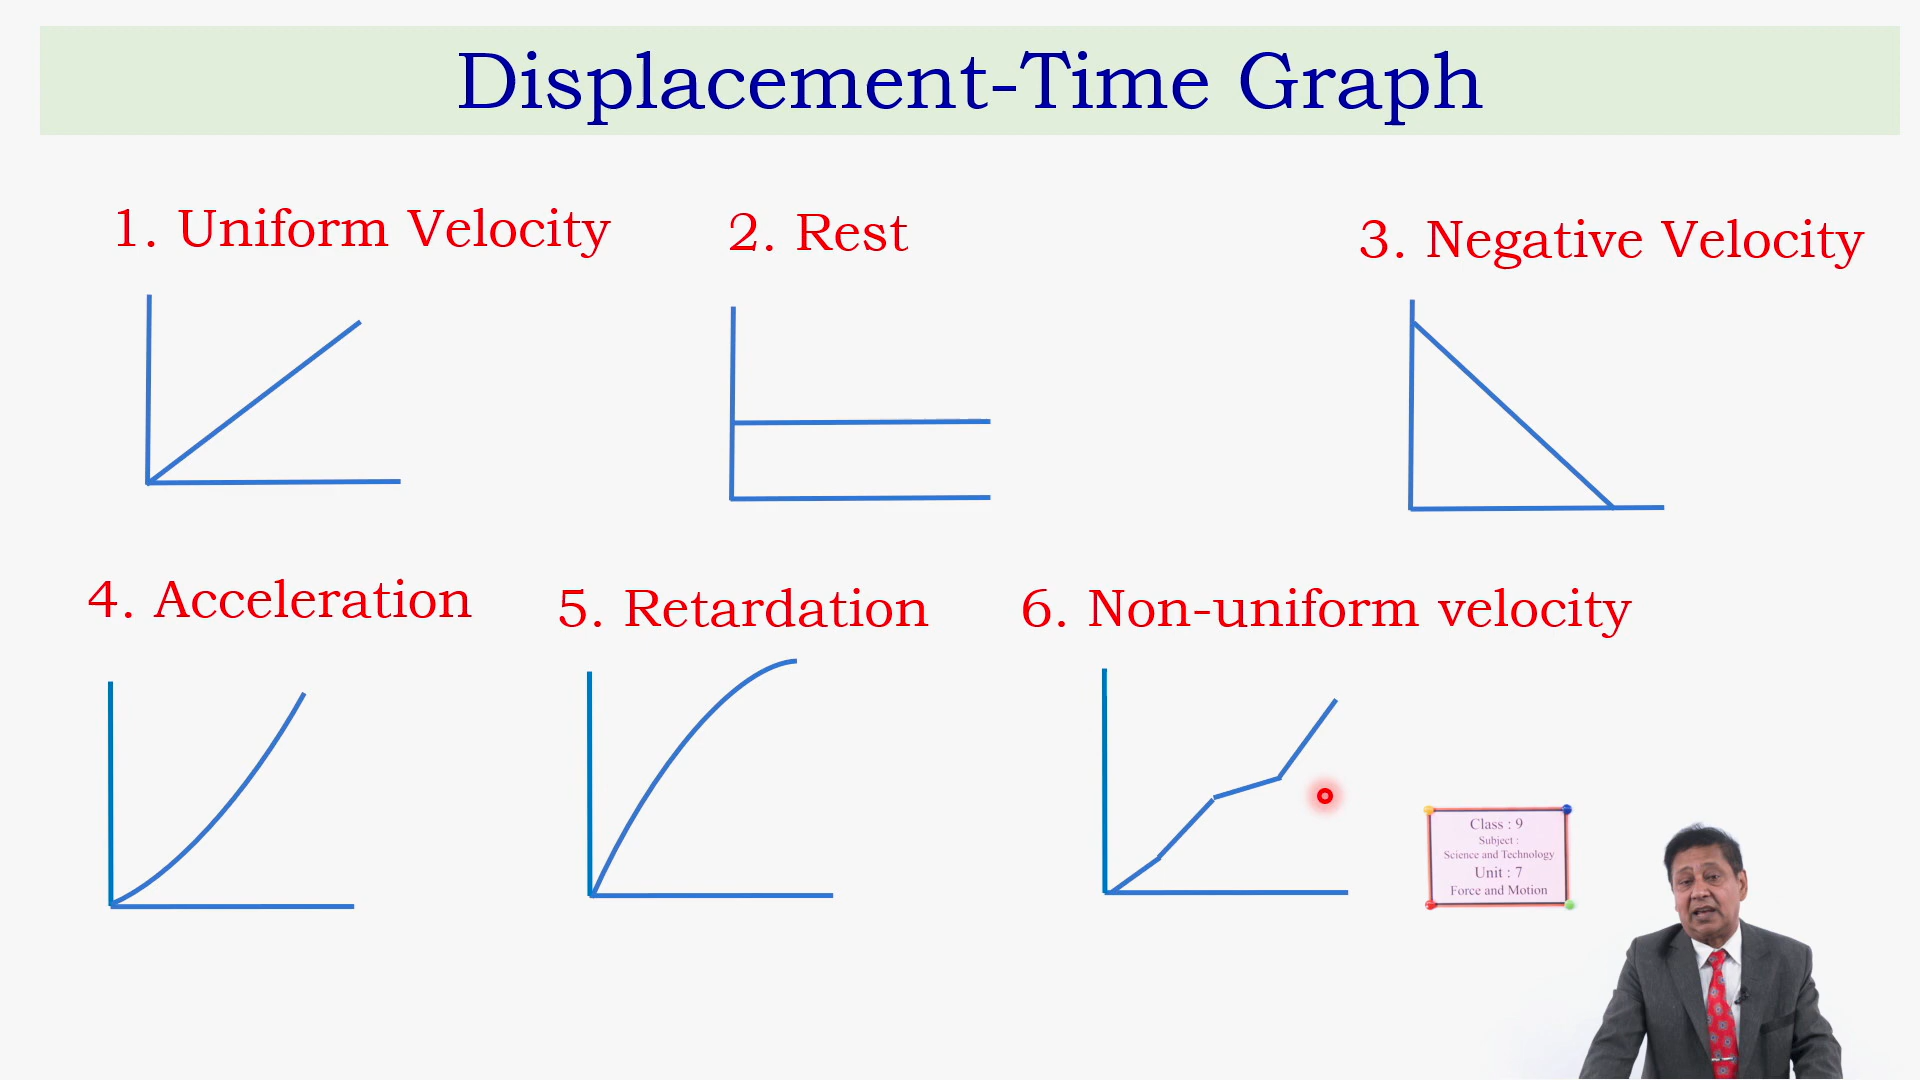 Displacement-Time Graph
1. Uniform Velocity
2. Rest
3. Negative Velocity
4. Acceleration
5. Retardation
6. Non-uniform velocity
Class : 9
Subject :
Science and Technology
Unit : 7
Force and Motion